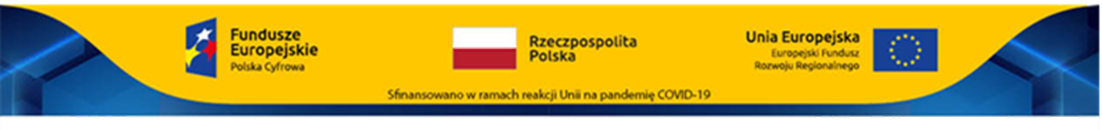 Fundusze
Europejskie
Polska Cyfrowa
Rzeczpospolita
Polska
Unia Europejska
Europejski Fundusz
Rozwoju Regionalnego
Sfinansowano w ramach reakcji Unii na pandemię COVID-19